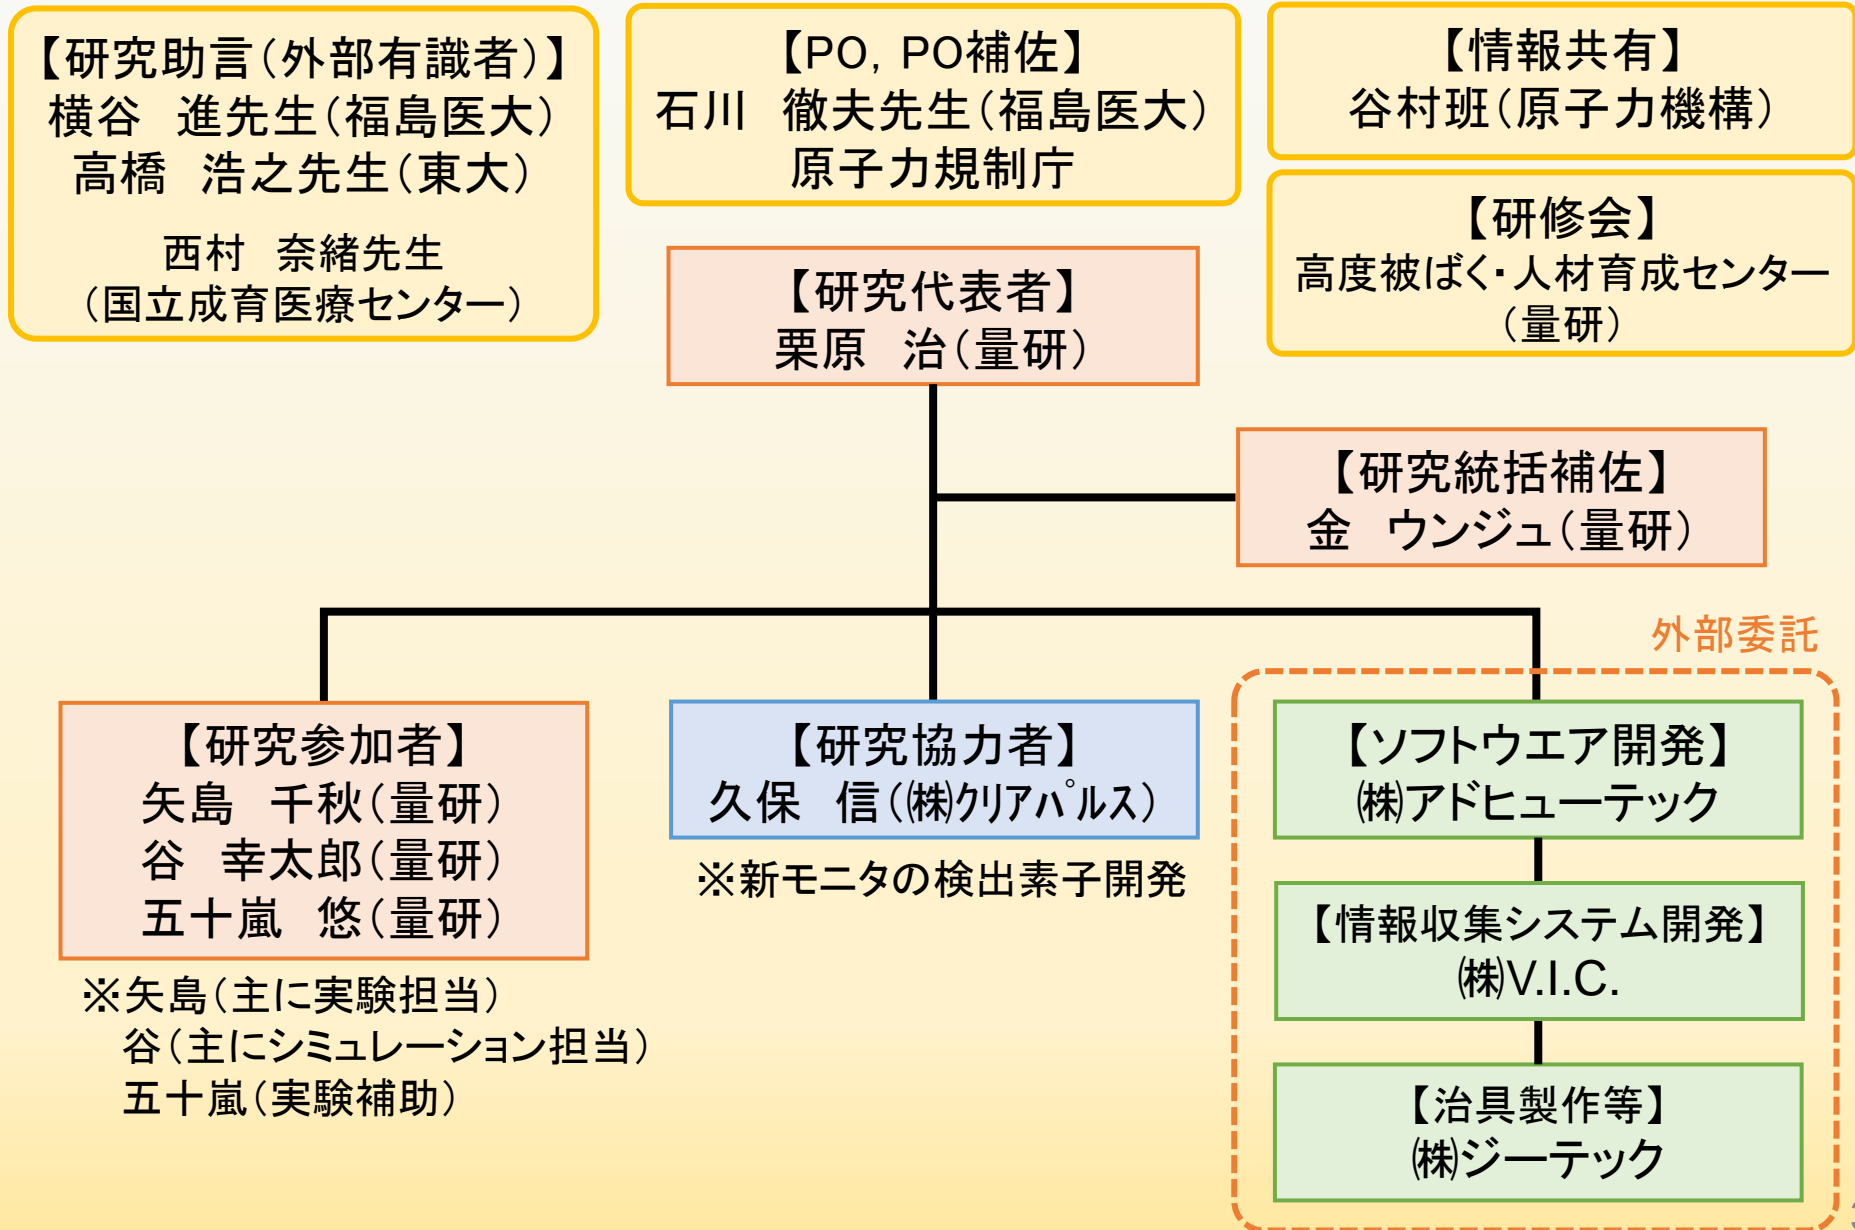 【研究助言(外部有識者)】
横谷　進先生(福島医大)
高橋　浩之先生(東大)
西村　奈緒先生
(国立成育医療センター)
【PO, PO補佐】
石川　徹夫先生(福島医大)
原子力規制庁
【情報共有】
谷村班(原子力機構)
【研修会】
高度被ばく・人材育成センター
(量研)
【研究代表者】
栗原　治(量研)
【研究統括補佐】
金　ウンジュ(量研)
【研究参加者】
矢島　千秋(量研)
谷　幸太郎(量研)
五十嵐　悠(量研)
※矢島(主に実験担当)
谷(主にシミュレーション担当)
五十嵐(実験補助)
【研究協力者】
久保　信(㈱ｸﾘｱﾊﾟﾙｽ)
※新モニタの検出素子開発
外部委託
【ソフトウエア開発】
㈱アドヒューテック
【情報収集システム開発】
㈱V.I.C.
【治具製作等】
㈱ジーテック